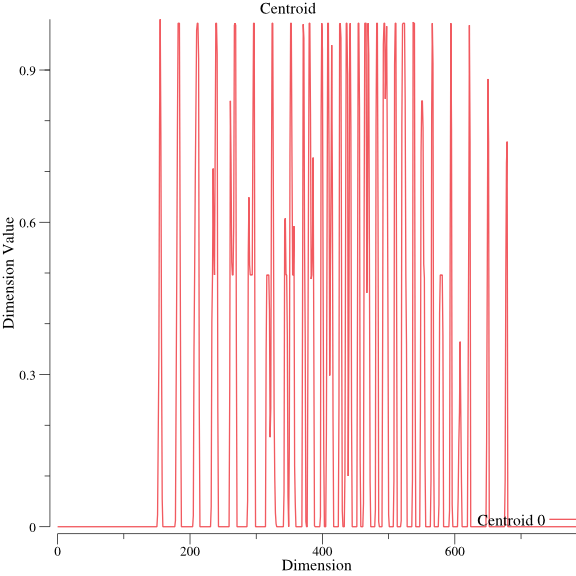 Centroid
Dimension Value
0.9
0.6
0.3
0
Centroid 0
0 200 400 600
Dimension